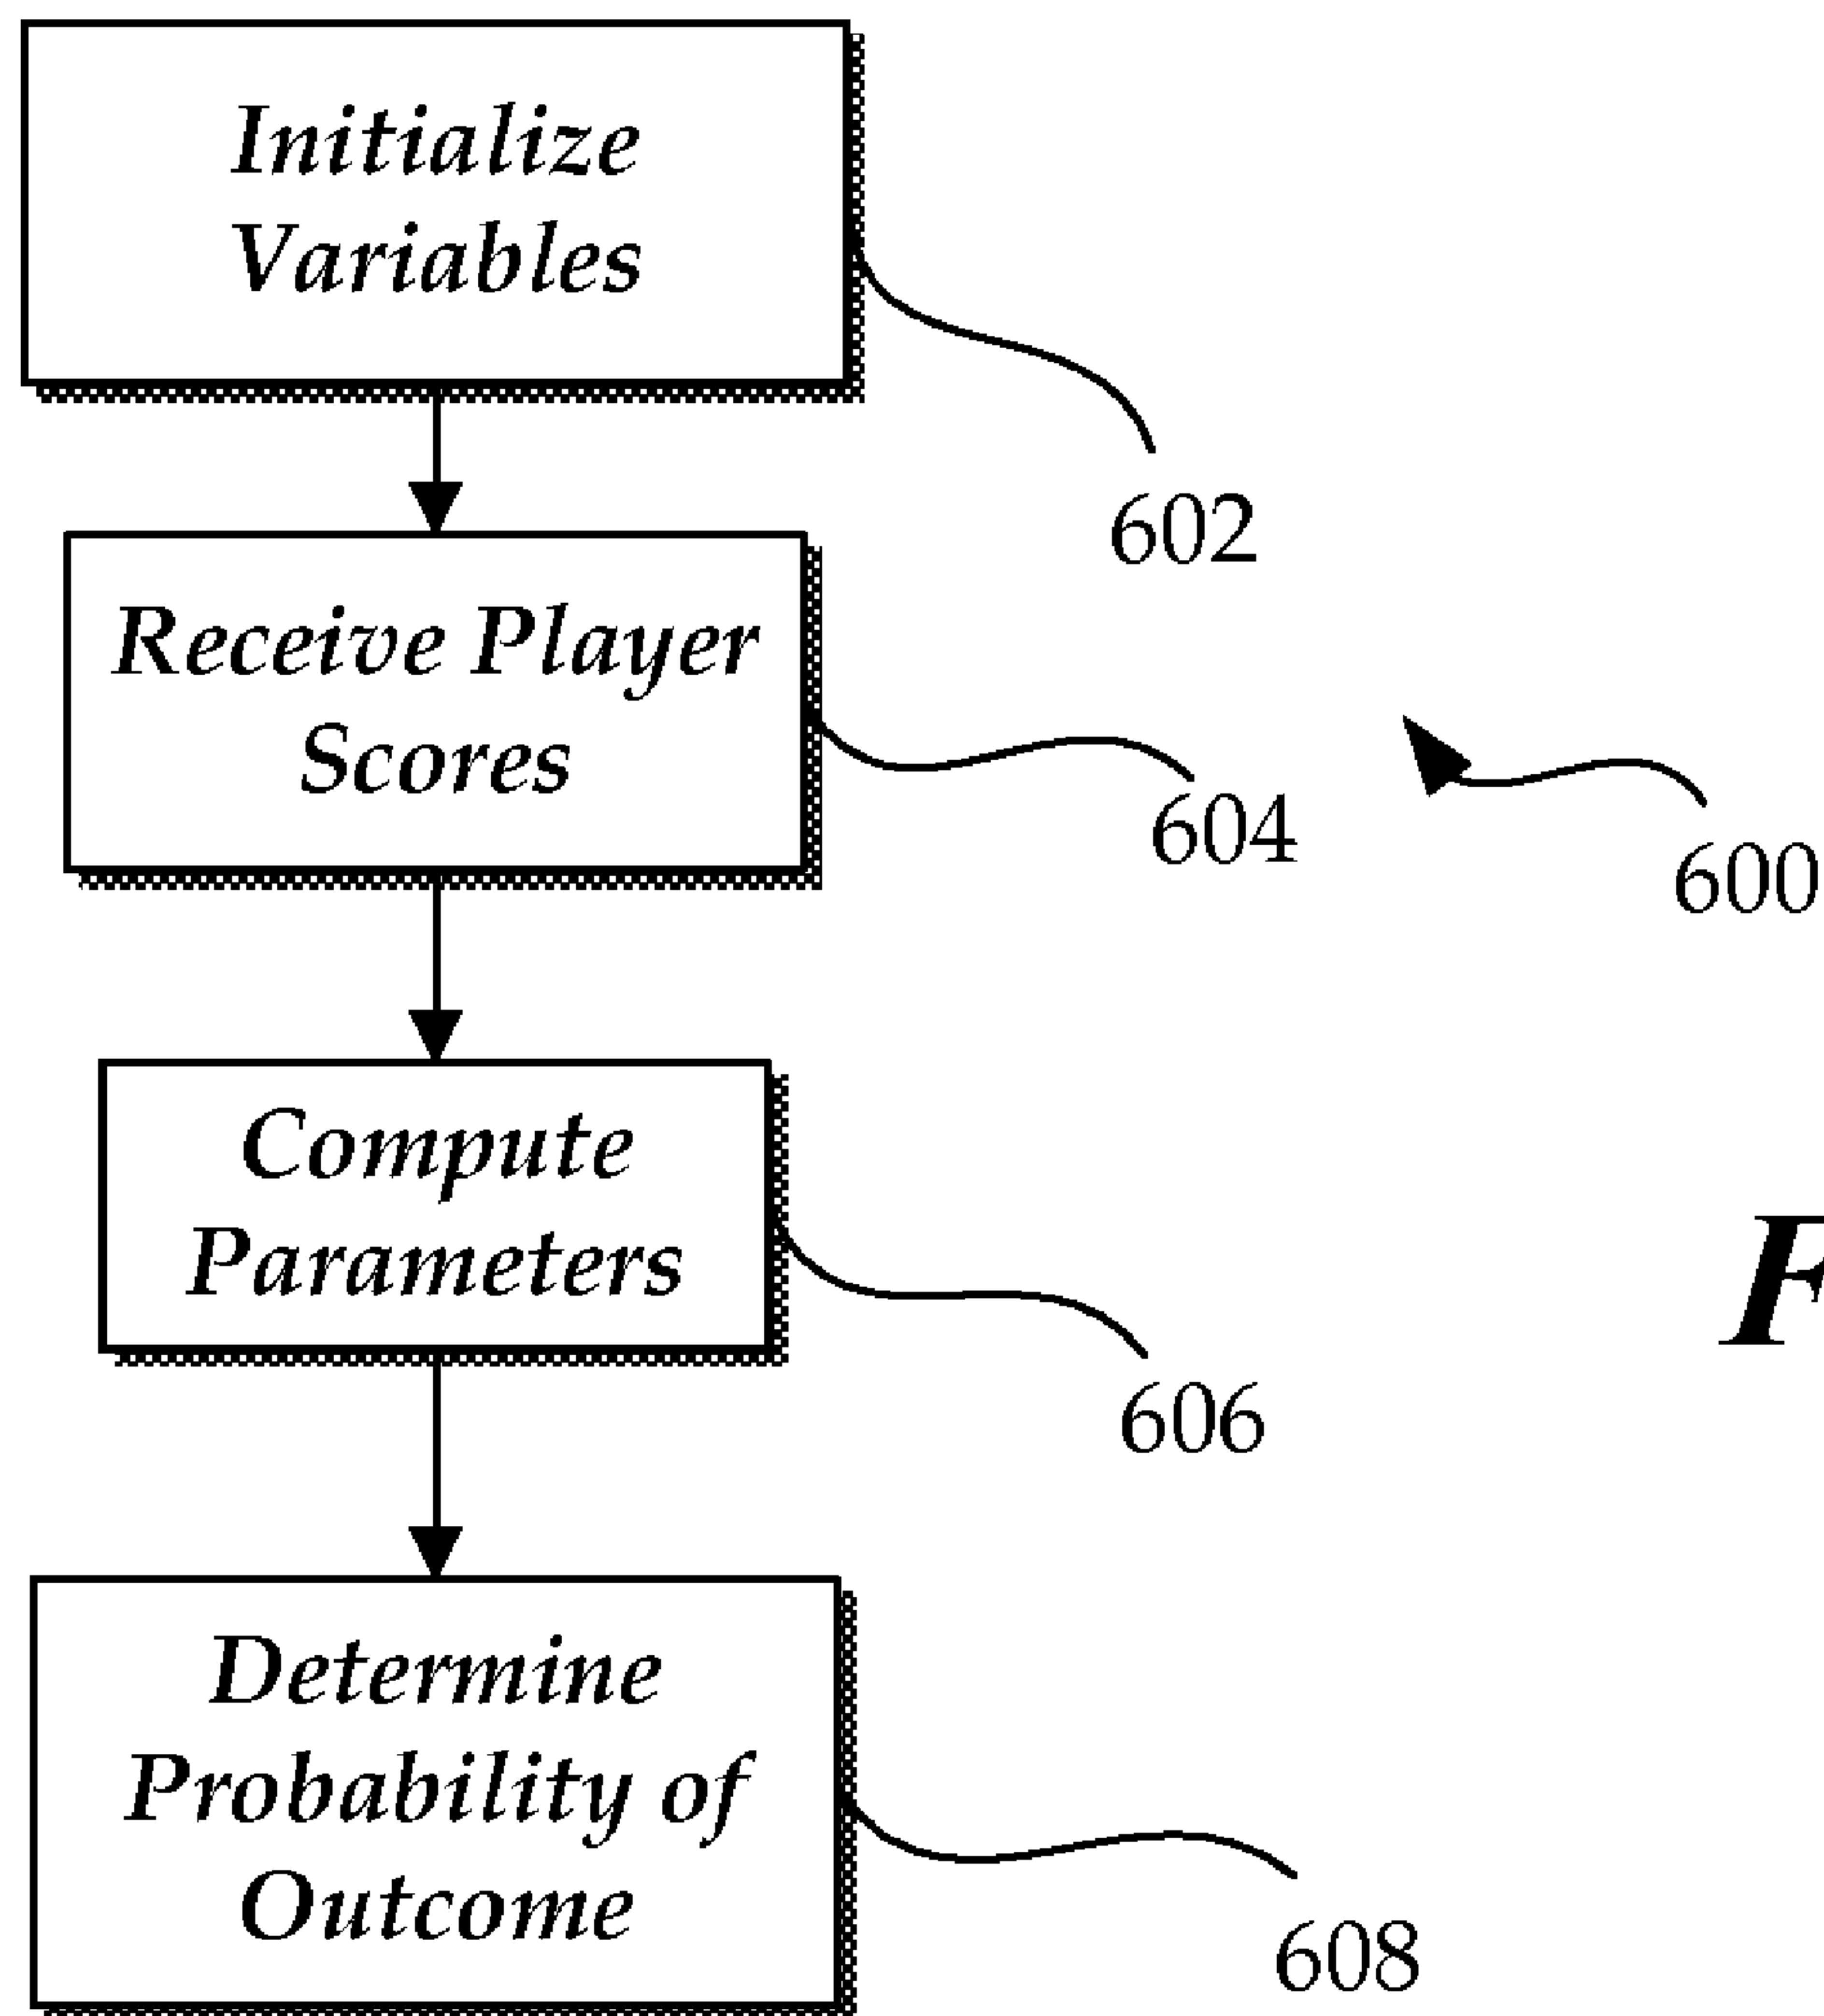 Initialize
Variables
602
Receive Player
Scores
604
600
Compute
Parameters
F
606
Determine
Probability of
Outcome
608